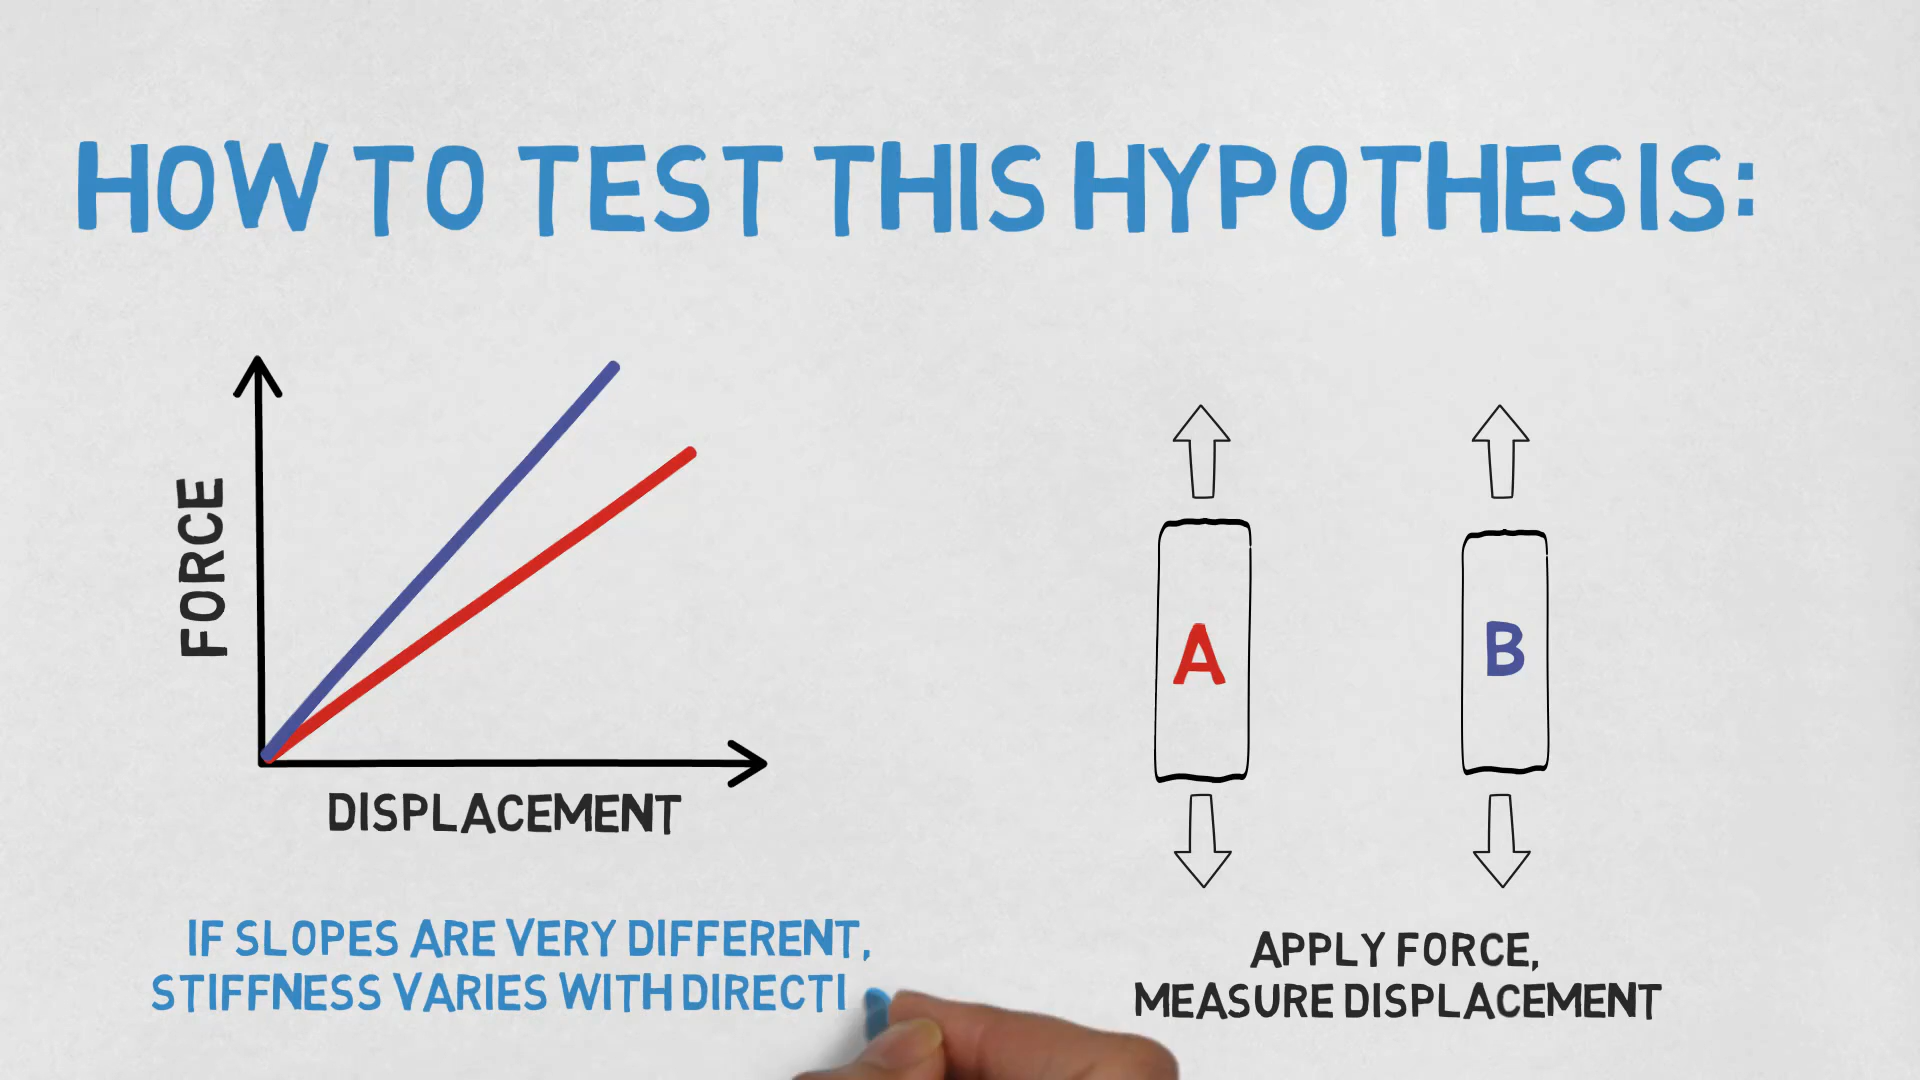 HOW TO TEST THIS HYPOTHESIS:
FORCE
DISPLACEMENT
IF SLOPES ARE VERY DIFFERENT,
STIFFNESS VARIES WITH DIRECTI
A
B
APPLY FORCE,
MEASURE DISPLACEMENT